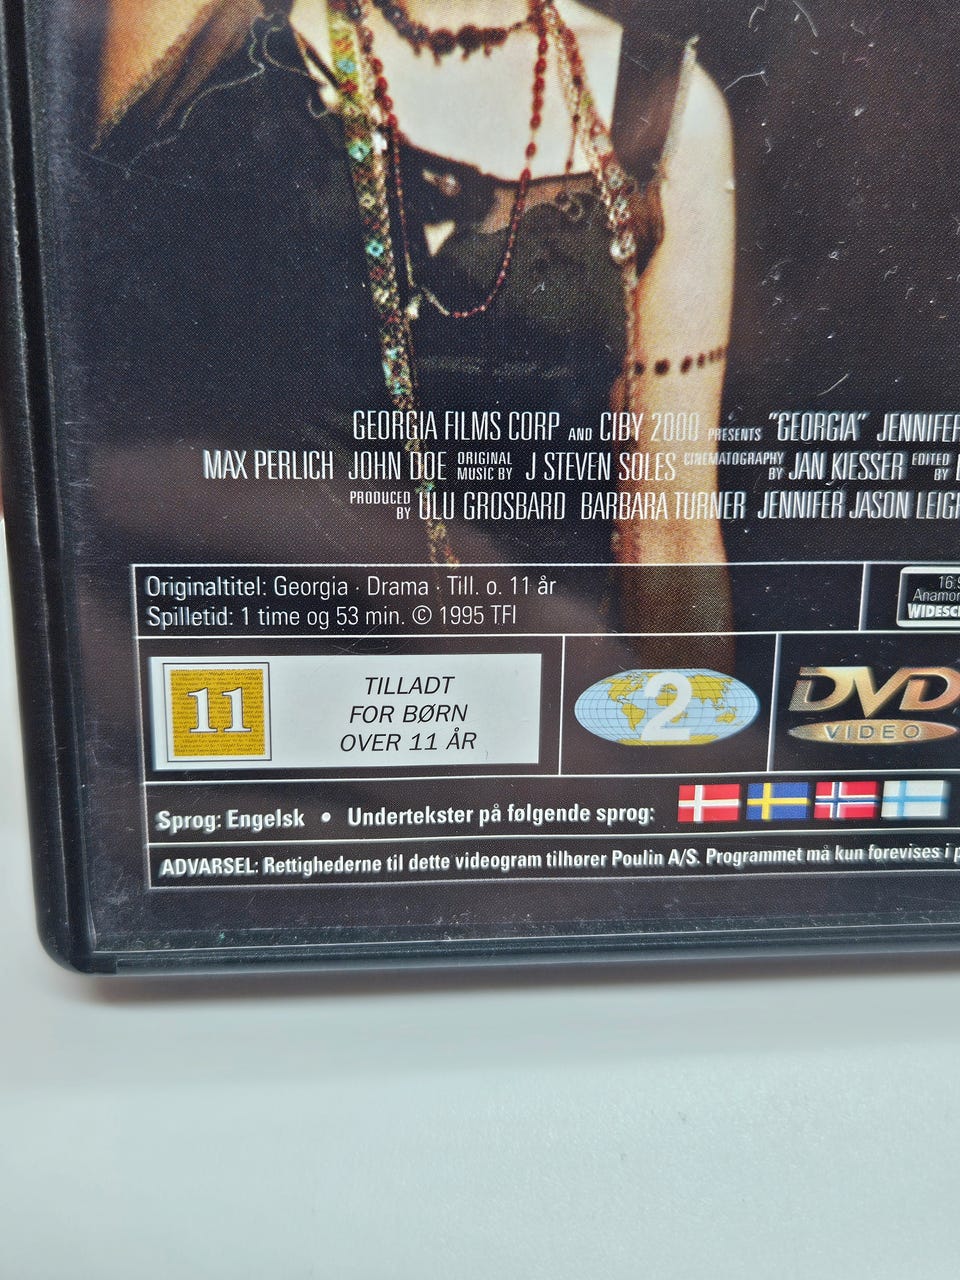 GEORGIA FILMS CORP AND CIBY 2000 PRESENTS "GEORGIA" JENNIFER
MAX PERLICH JOHN DOE ORIGINAL MUSIC BY J STEVEN SOLES CINEMATOGRAPHY BY JAN KIESSER EDITED BY
PRODUCED BY ULU GROSBARD BARBARA TURNER JENNIFER JASON LEIGH
Originaltitel: Georgia · Drama · Till. o. 11 år
Spilletid: 1 time og 53 min. © 1995 TFI
16:9
11
TILLADT
FOR BØRN
OVER 11 ÅR
2
DVD
VIDEO
Sprog: Engelsk • Undertekster på følgende sprog:
ADVARSEL: Rettighederne til dette videogram tilhorer Poulin A/S. Programmet må kun forevises i